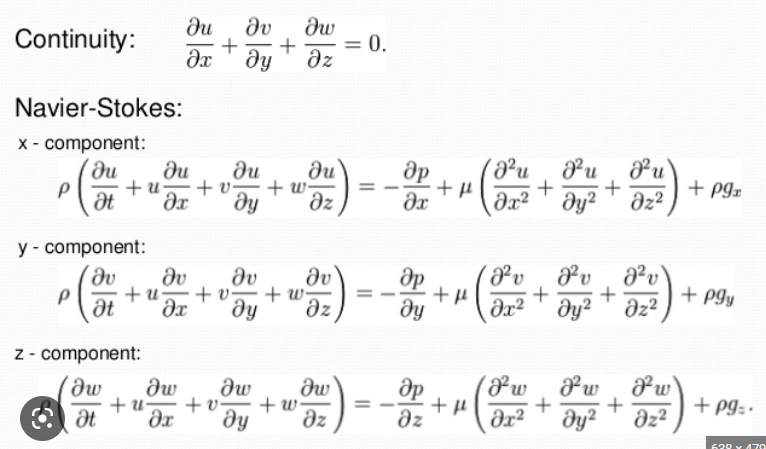 Continuity: ∂u/∂x + ∂v/∂y + ∂w/∂z = 0.
Navier-Stokes:
x - component:
ρ(∂u/∂t + u∂u/∂x + v∂u/∂y + w∂u/∂z) = −∂p/∂x + μ(∂²u/∂x² + ∂²u/∂y² + ∂²u/∂z²) + ρgₓ
y - component:
ρ(∂v/∂t + u∂v/∂x + v∂v/∂y + w∂v/∂z) = −∂p/∂y + μ(∂²v/∂x² + ∂²v/∂y² + ∂²v/∂z²) + ρg_y
z - component:
(∂w/∂t + u∂w/∂x + v∂w/∂y + w∂w/∂z) = −∂p/∂z + μ(∂²w/∂x² + ∂²w/∂y² + ∂²w/∂z²) + ρg_z.